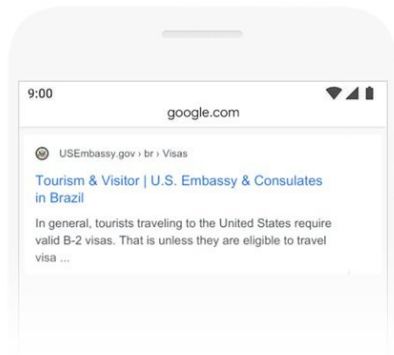 9:00
google.com
USEmbassy.gov › br › Visas
Tourism & Visitor | U.S. Embassy & Consulates
in Brazil
In general, tourists traveling to the United States require
valid B-2 visas. That is unless they are eligible to travel
visa ...